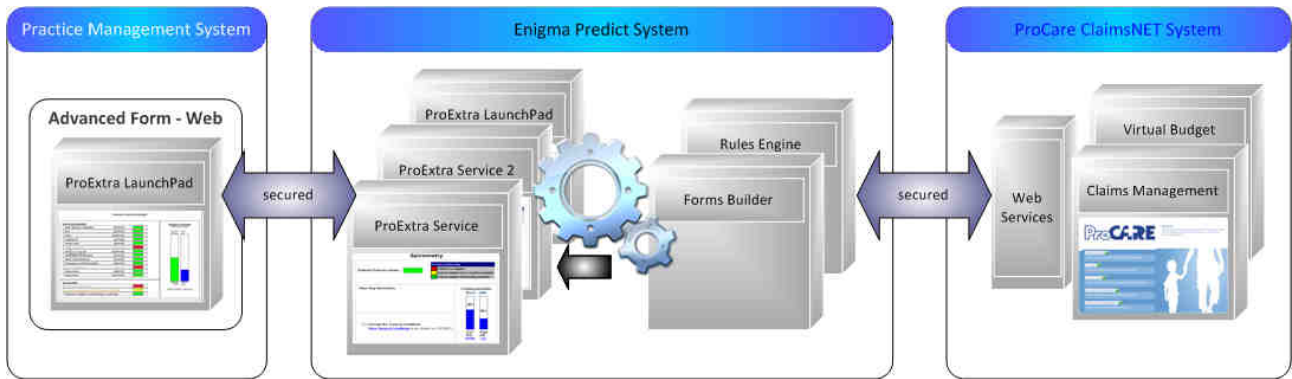 Practice Management System
Enigma Predict System
ProCare ClaimsNET System
Advanced Form - Web
ProExtra LaunchPad
secured
ProExtra LaunchPad
ProExtra Service 2
ProExtra Service
Spirometry
Rules Engine
Forms Builder
secured
Web
Services
Virtual Budget
Claims Management
ProCARE